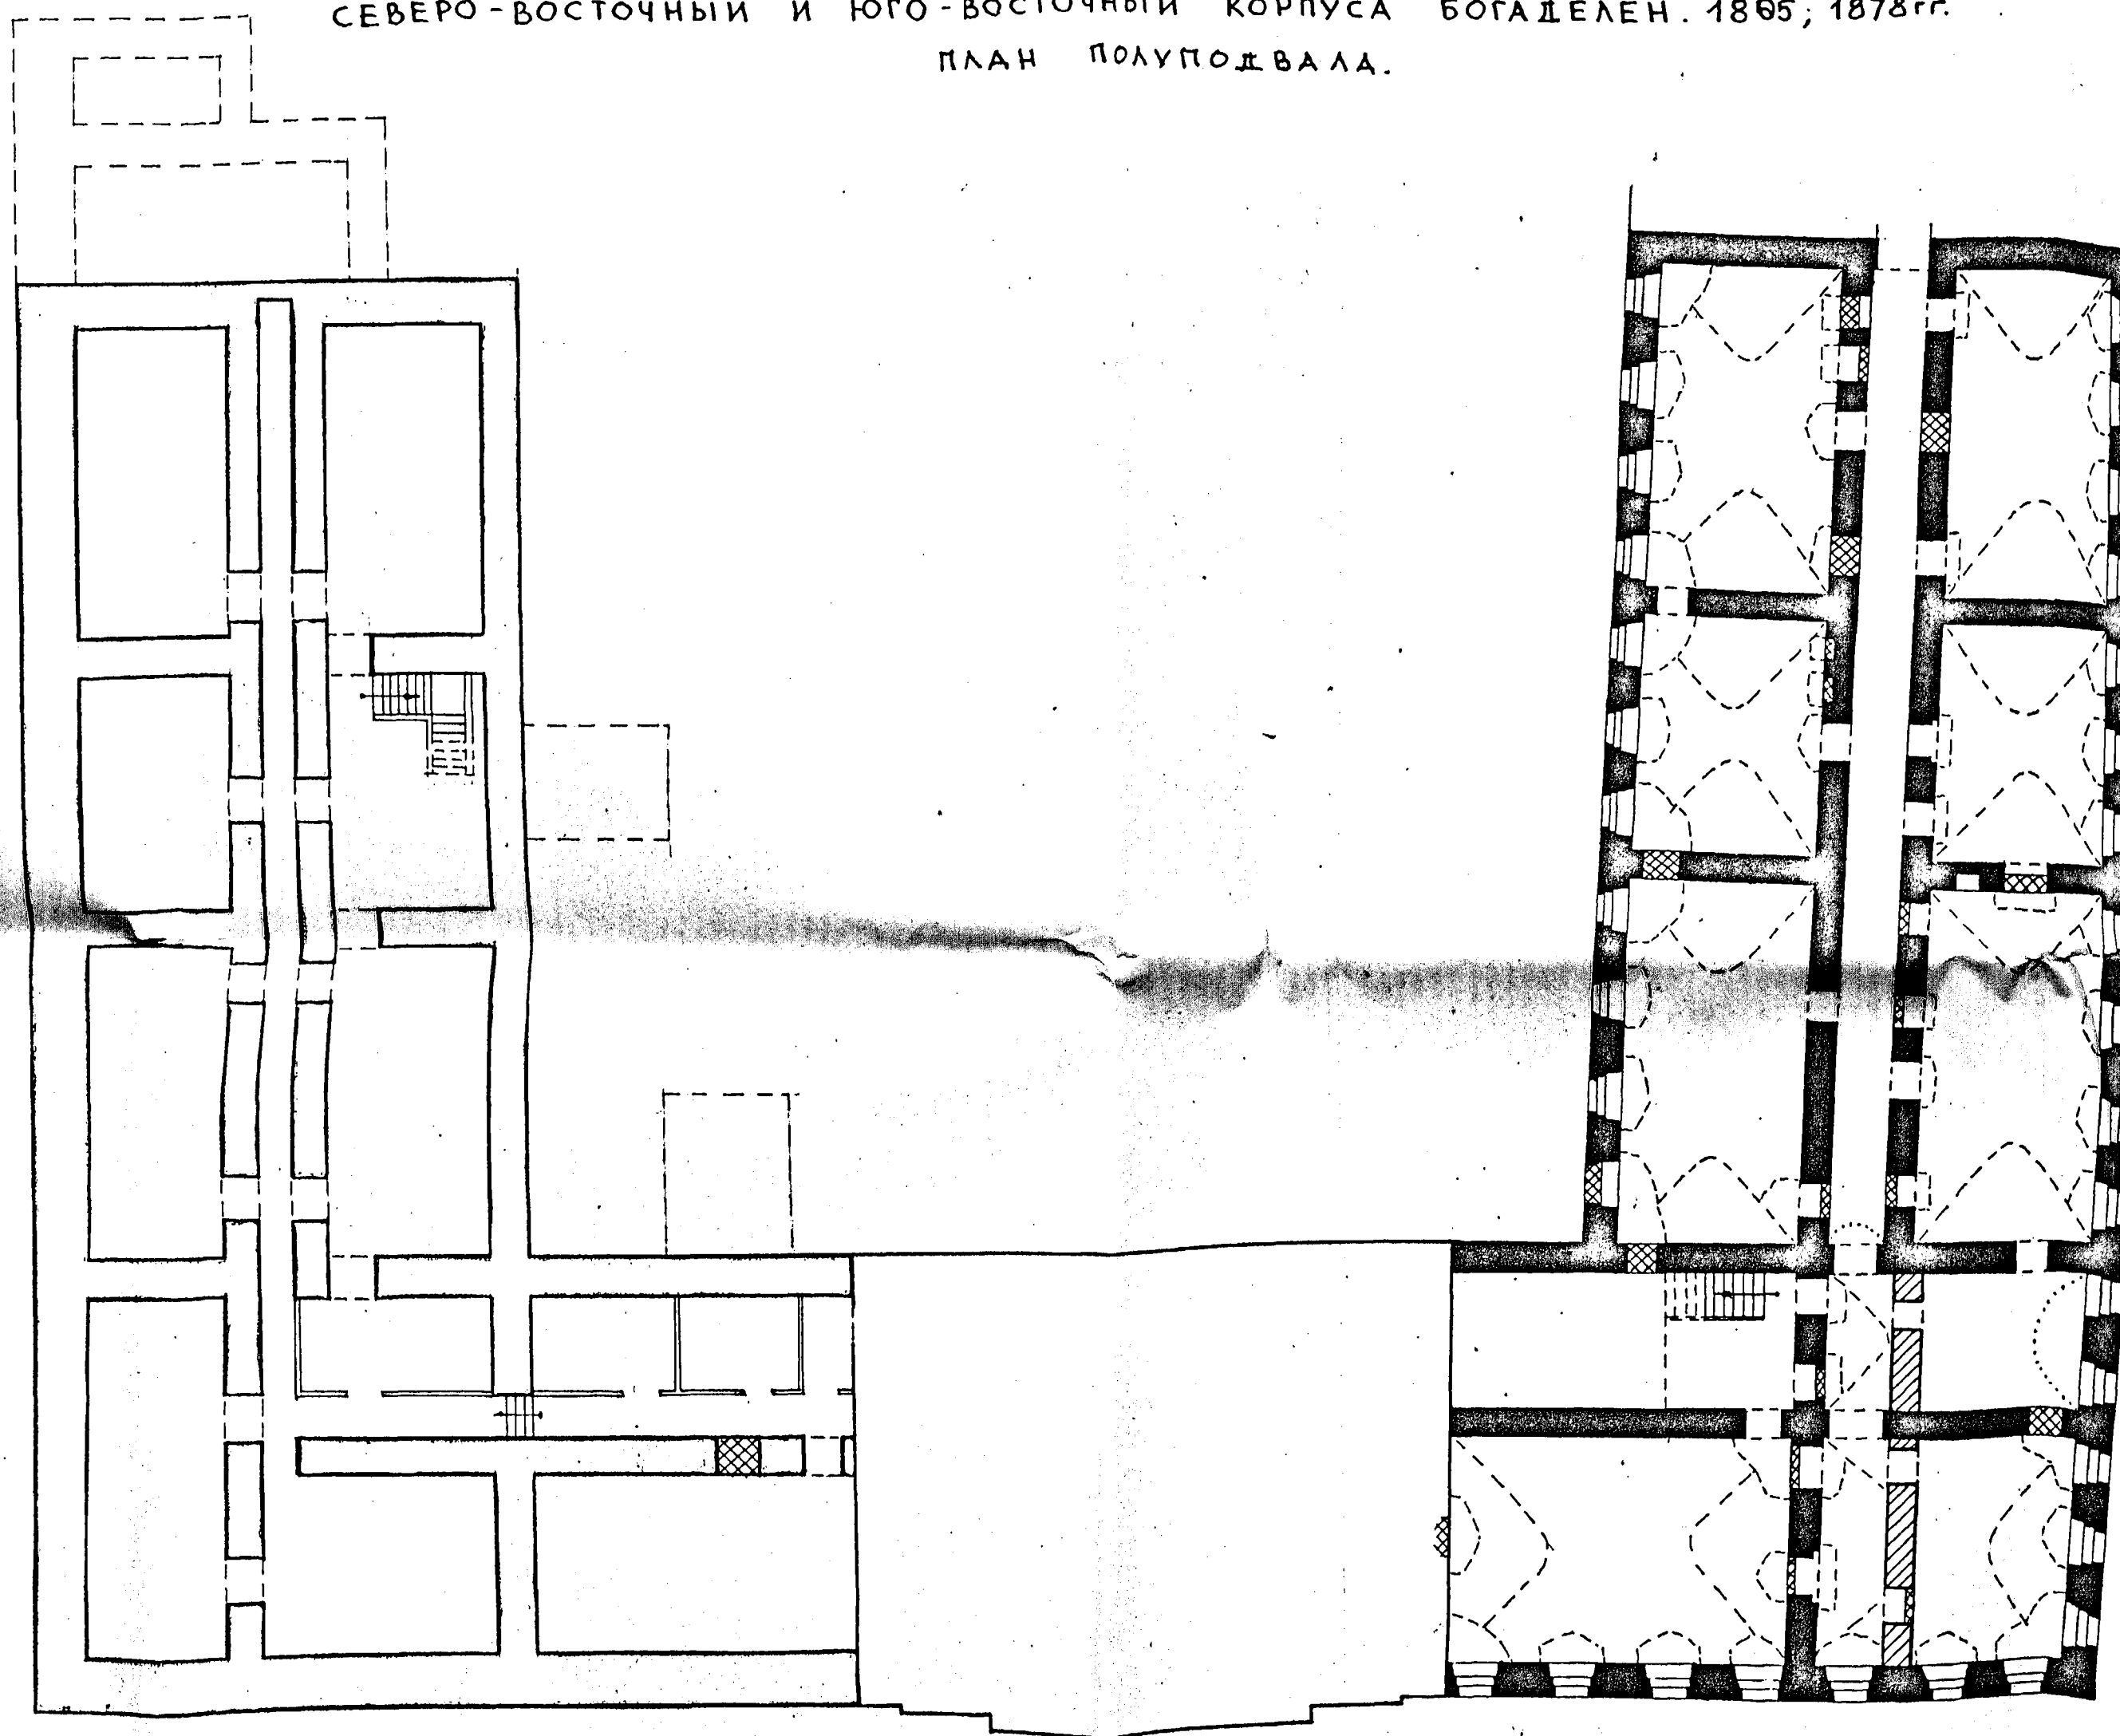 СЕВЕРО-ВОСТОЧНЫЙ И ЮГО-ВОСТОЧНЫЙ КОРПУСА БОГАДЕЛЕН. 1865; 1878гг.
ПЛАН ПОЛУПОДВАЛА.